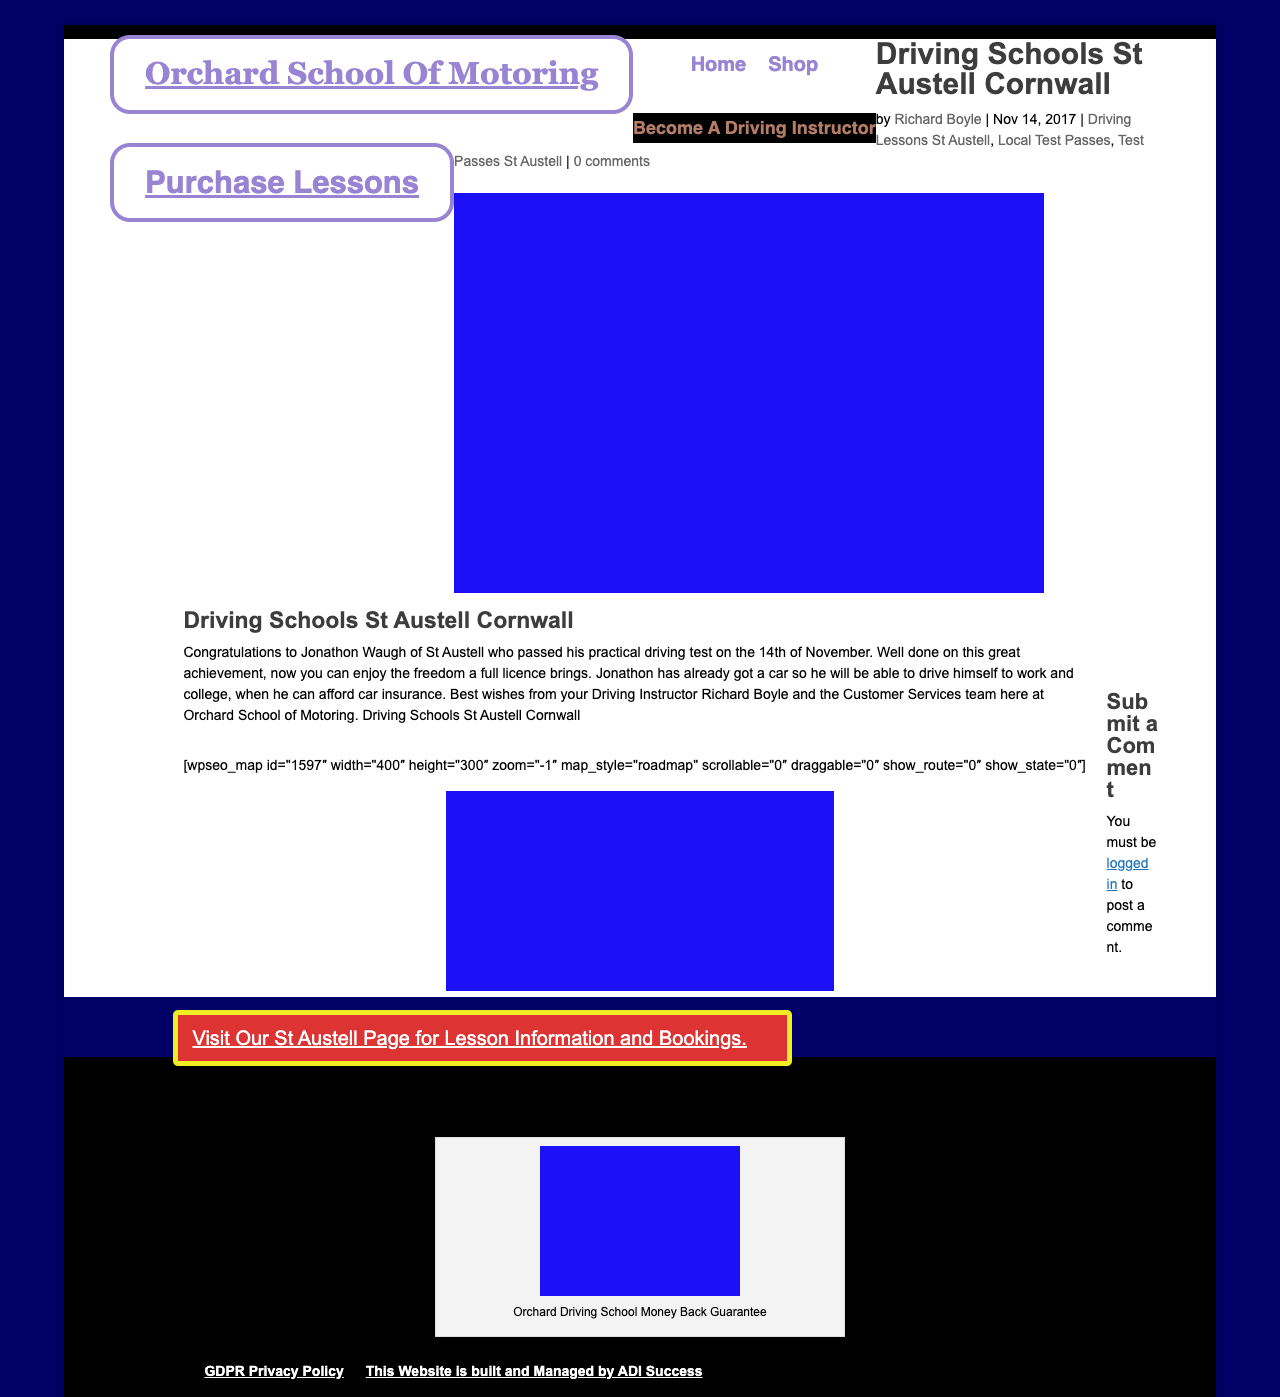 Orchard School Of Motoring
Home Shop
Become A Driving Instructor
Purchase Lessons
Driving Schools St
Austell Cornwall
by Richard Boyle | Nov 14, 2017 | Driving
Lessons St Austell, Local Test Passes, Test
Passes St Austell | 0 comments
Driving Schools St Austell Cornwall
Congratulations to Jonathon Waugh of St Austell who passed his practical driving test on the 14th of November. Well done on this great
achievement, now you can enjoy the freedom a full licence brings. Jonathon has already got a car so he will be able to drive himself to work and
college, when he can afford car insurance. Best wishes from your Driving Instructor Richard Boyle and the Customer Services team here at
Orchard School of Motoring. Driving Schools St Austell Cornwall
[wpseo_map id="1597″ width="400″ height="300″ zoom="-1″ map_style="roadmap" scrollable="0″ draggable="0″ show_route="0″ show_state="0″]
Sub
mit a
Com
men
t
You
must be
logged
in to
post a
comme
nt.
Visit Our St Austell Page for Lesson Information and Bookings.
Orchard Driving School Money Back Guarantee
GDPR Privacy Policy This Website is built and Managed by ADI Success